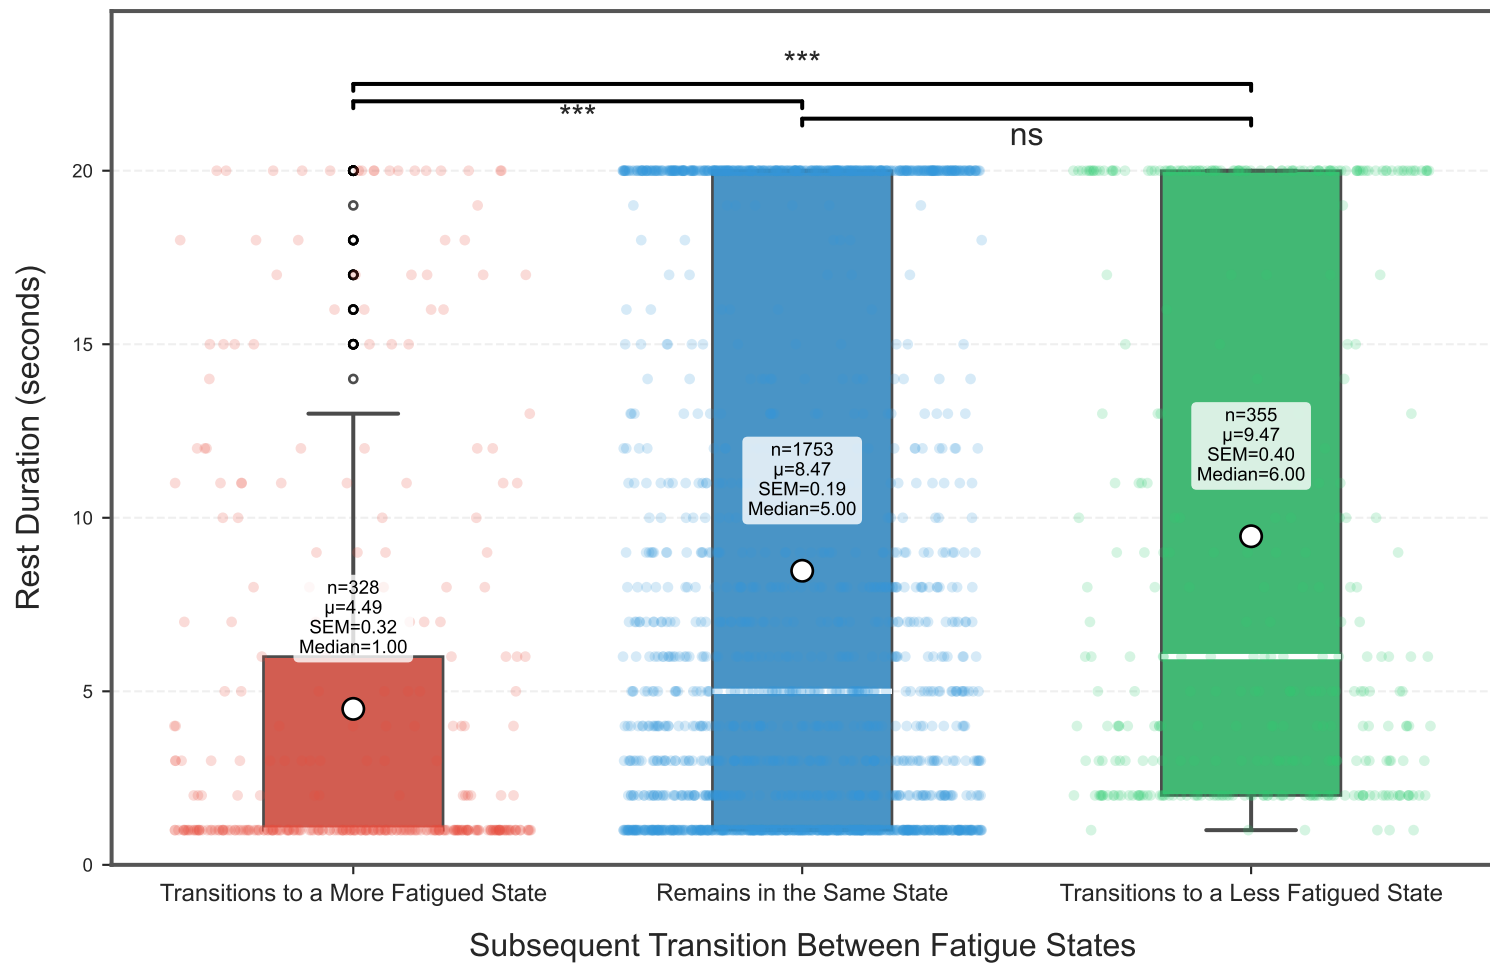 ***
***
ns
Rest Duration (seconds)
20
15
10
5
0
n=328
μ=4.49
SEM=0.32
Median=1.00
n=1753
μ=8.47
SEM=0.19
Median=5.00
n=355
μ=9.47
SEM=0.40
Median=6.00
Transitions to a More Fatigued State
Remains in the Same State
Transitions to a Less Fatigued State
Subsequent Transition Between Fatigue States